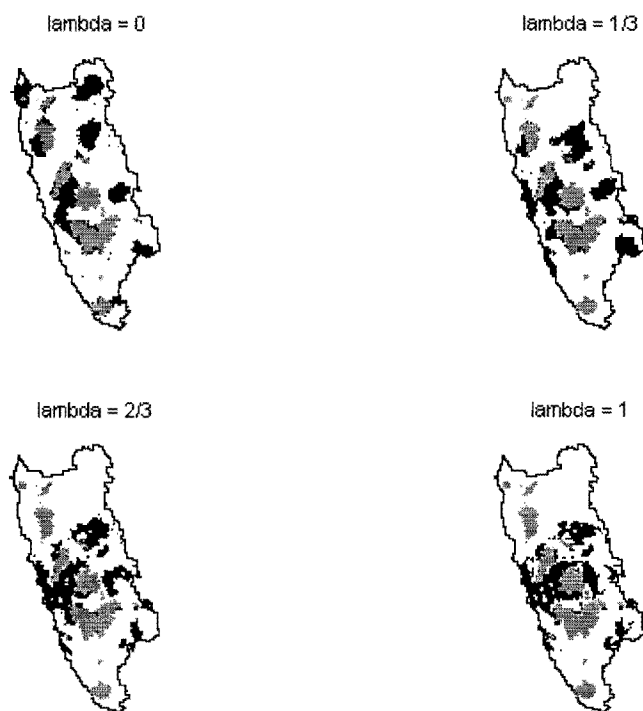 lambda = 0
lambda = 1/3
lambda = 2/3
lambda = 1